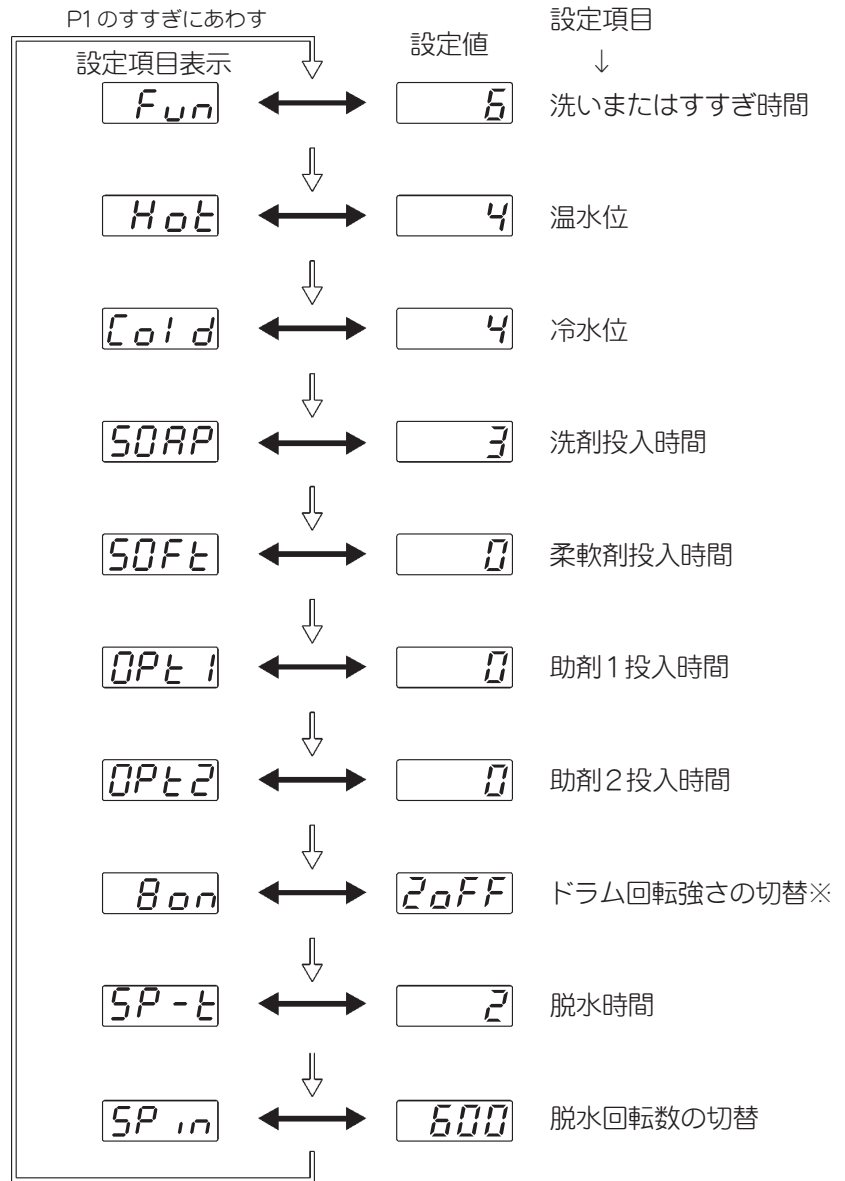 P1のすすぎにあわす
設定項目表示 設定値 設定項目
↓
Fun 6 洗いまたはすすぎ時間
Hot 4 温水位
Cold 4 冷水位
SOAP 3 洗剤投入時間
SOFt 0 柔軟剤投入時間
OPt1 0 助剤1投入時間
OPt2 0 助剤2投入時間
8on 2oFF ドラム回転強さの切替※
SP-t 2 脱水時間
SPin 600 脱水回転数の切替